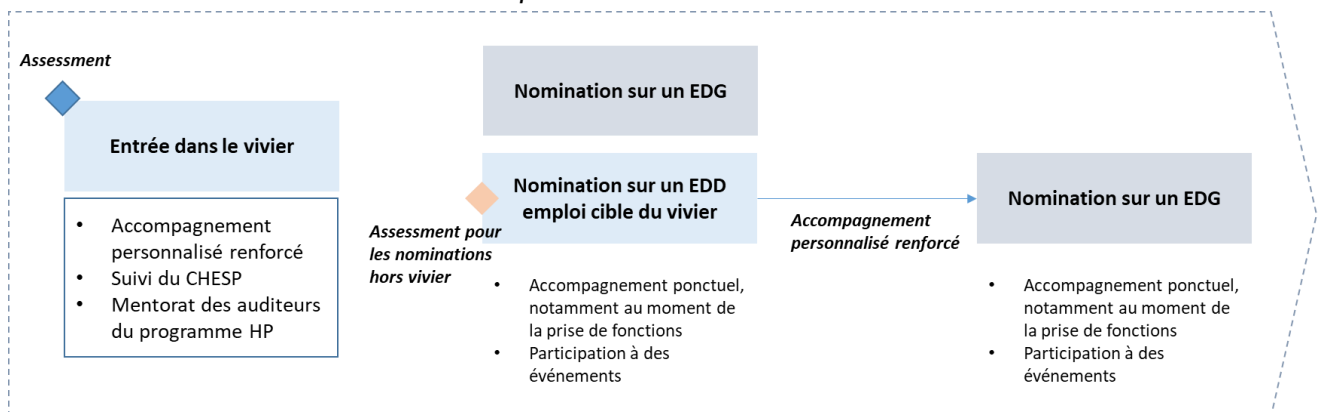 Assessment
Entrée dans le vivier
• Accompagnement
personnalisé renforcé
• Suivi du CHESP
• Mentorat des auditeurs
du programme HP
Nomination sur un EDG
Nomination sur un EDD
emploi cible du vivier
Assessment pour
les nominations
hors vivier
• Accompagnement ponctuel,
notamment au moment de
la prise de fonctions
• Participation à des
événements
Accompagnement
personnalisé renforcé
Nomination sur un EDG
• Accompagnement ponctuel,
notamment au moment de
la prise de fonctions
• Participation à des
événements